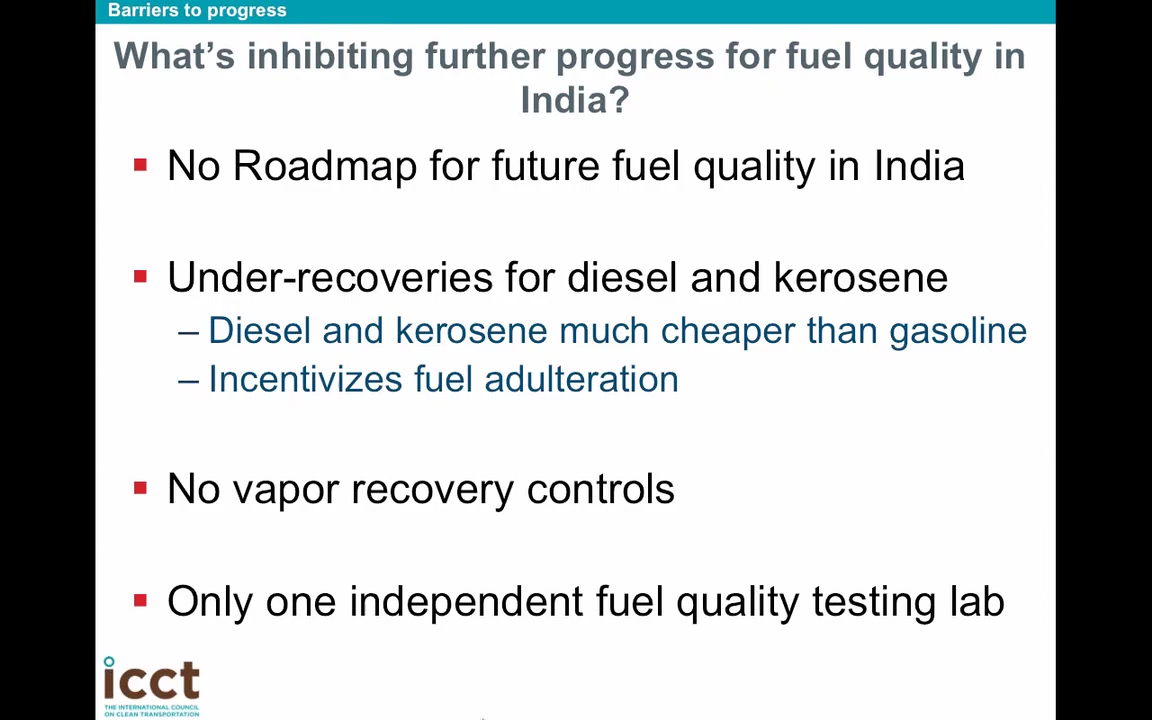 Barriers to progress
What's inhibiting further progress for fuel quality in
India?
▪ No Roadmap for future fuel quality in India
▪ Under-recoveries for diesel and kerosene
– Diesel and kerosene much cheaper than gasoline
– Incentivizes fuel adulteration
▪ No vapor recovery controls
▪ Only one independent fuel quality testing lab
icct
THE INTERNATIONAL COUNCIL
ON CLEAN TRANSPORTATION